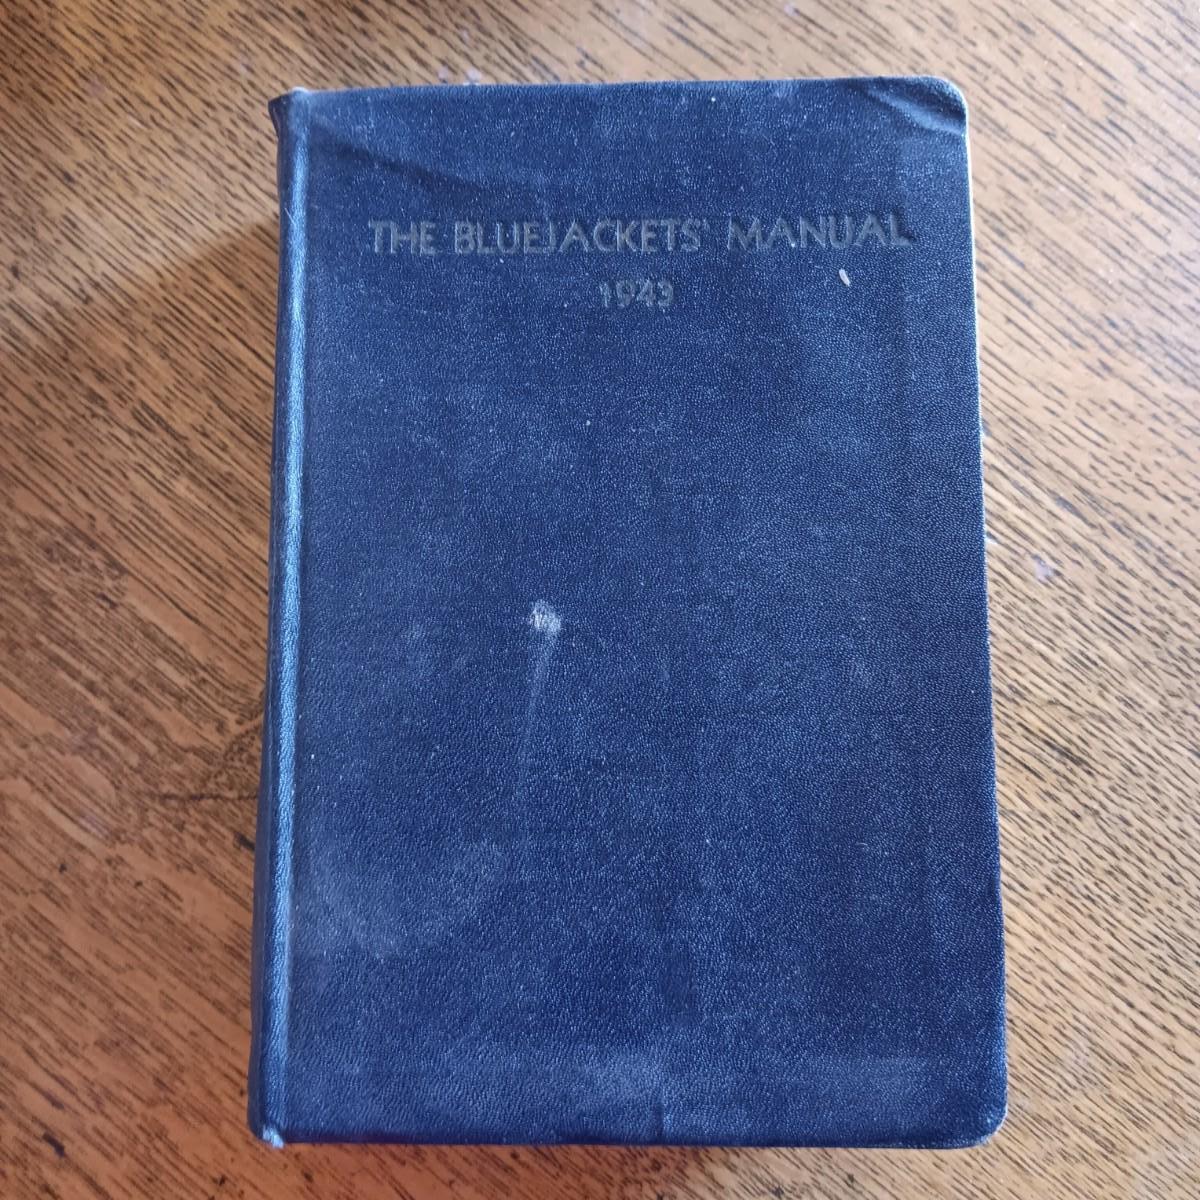 THE BLUEJACKETS' MANUAL
1943